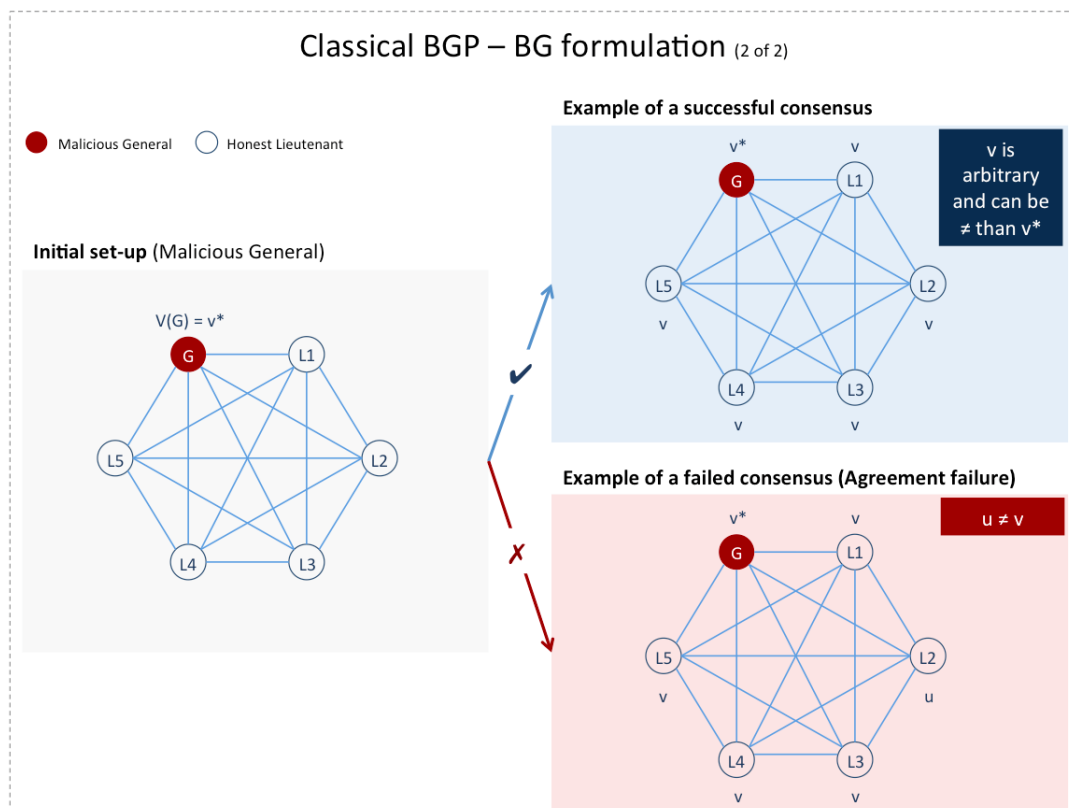 Classical BGP – BG formulation (2 of 2)
Malicious General
Honest Lieutenant
Initial set-up (Malicious General)
V(G) = v*
G
L1
L5
L2
L4
L3
Example of a successful consensus
v is
arbitrary
and can be
≠ than v*
v*
v
G
L1
L5
L2
v
v
L4
L3
v
v
✔
✗
Example of a failed consensus (Agreement failure)
u ≠ v
v*
v
G
L1
L5
L2
v
u
L4
L3
v
v